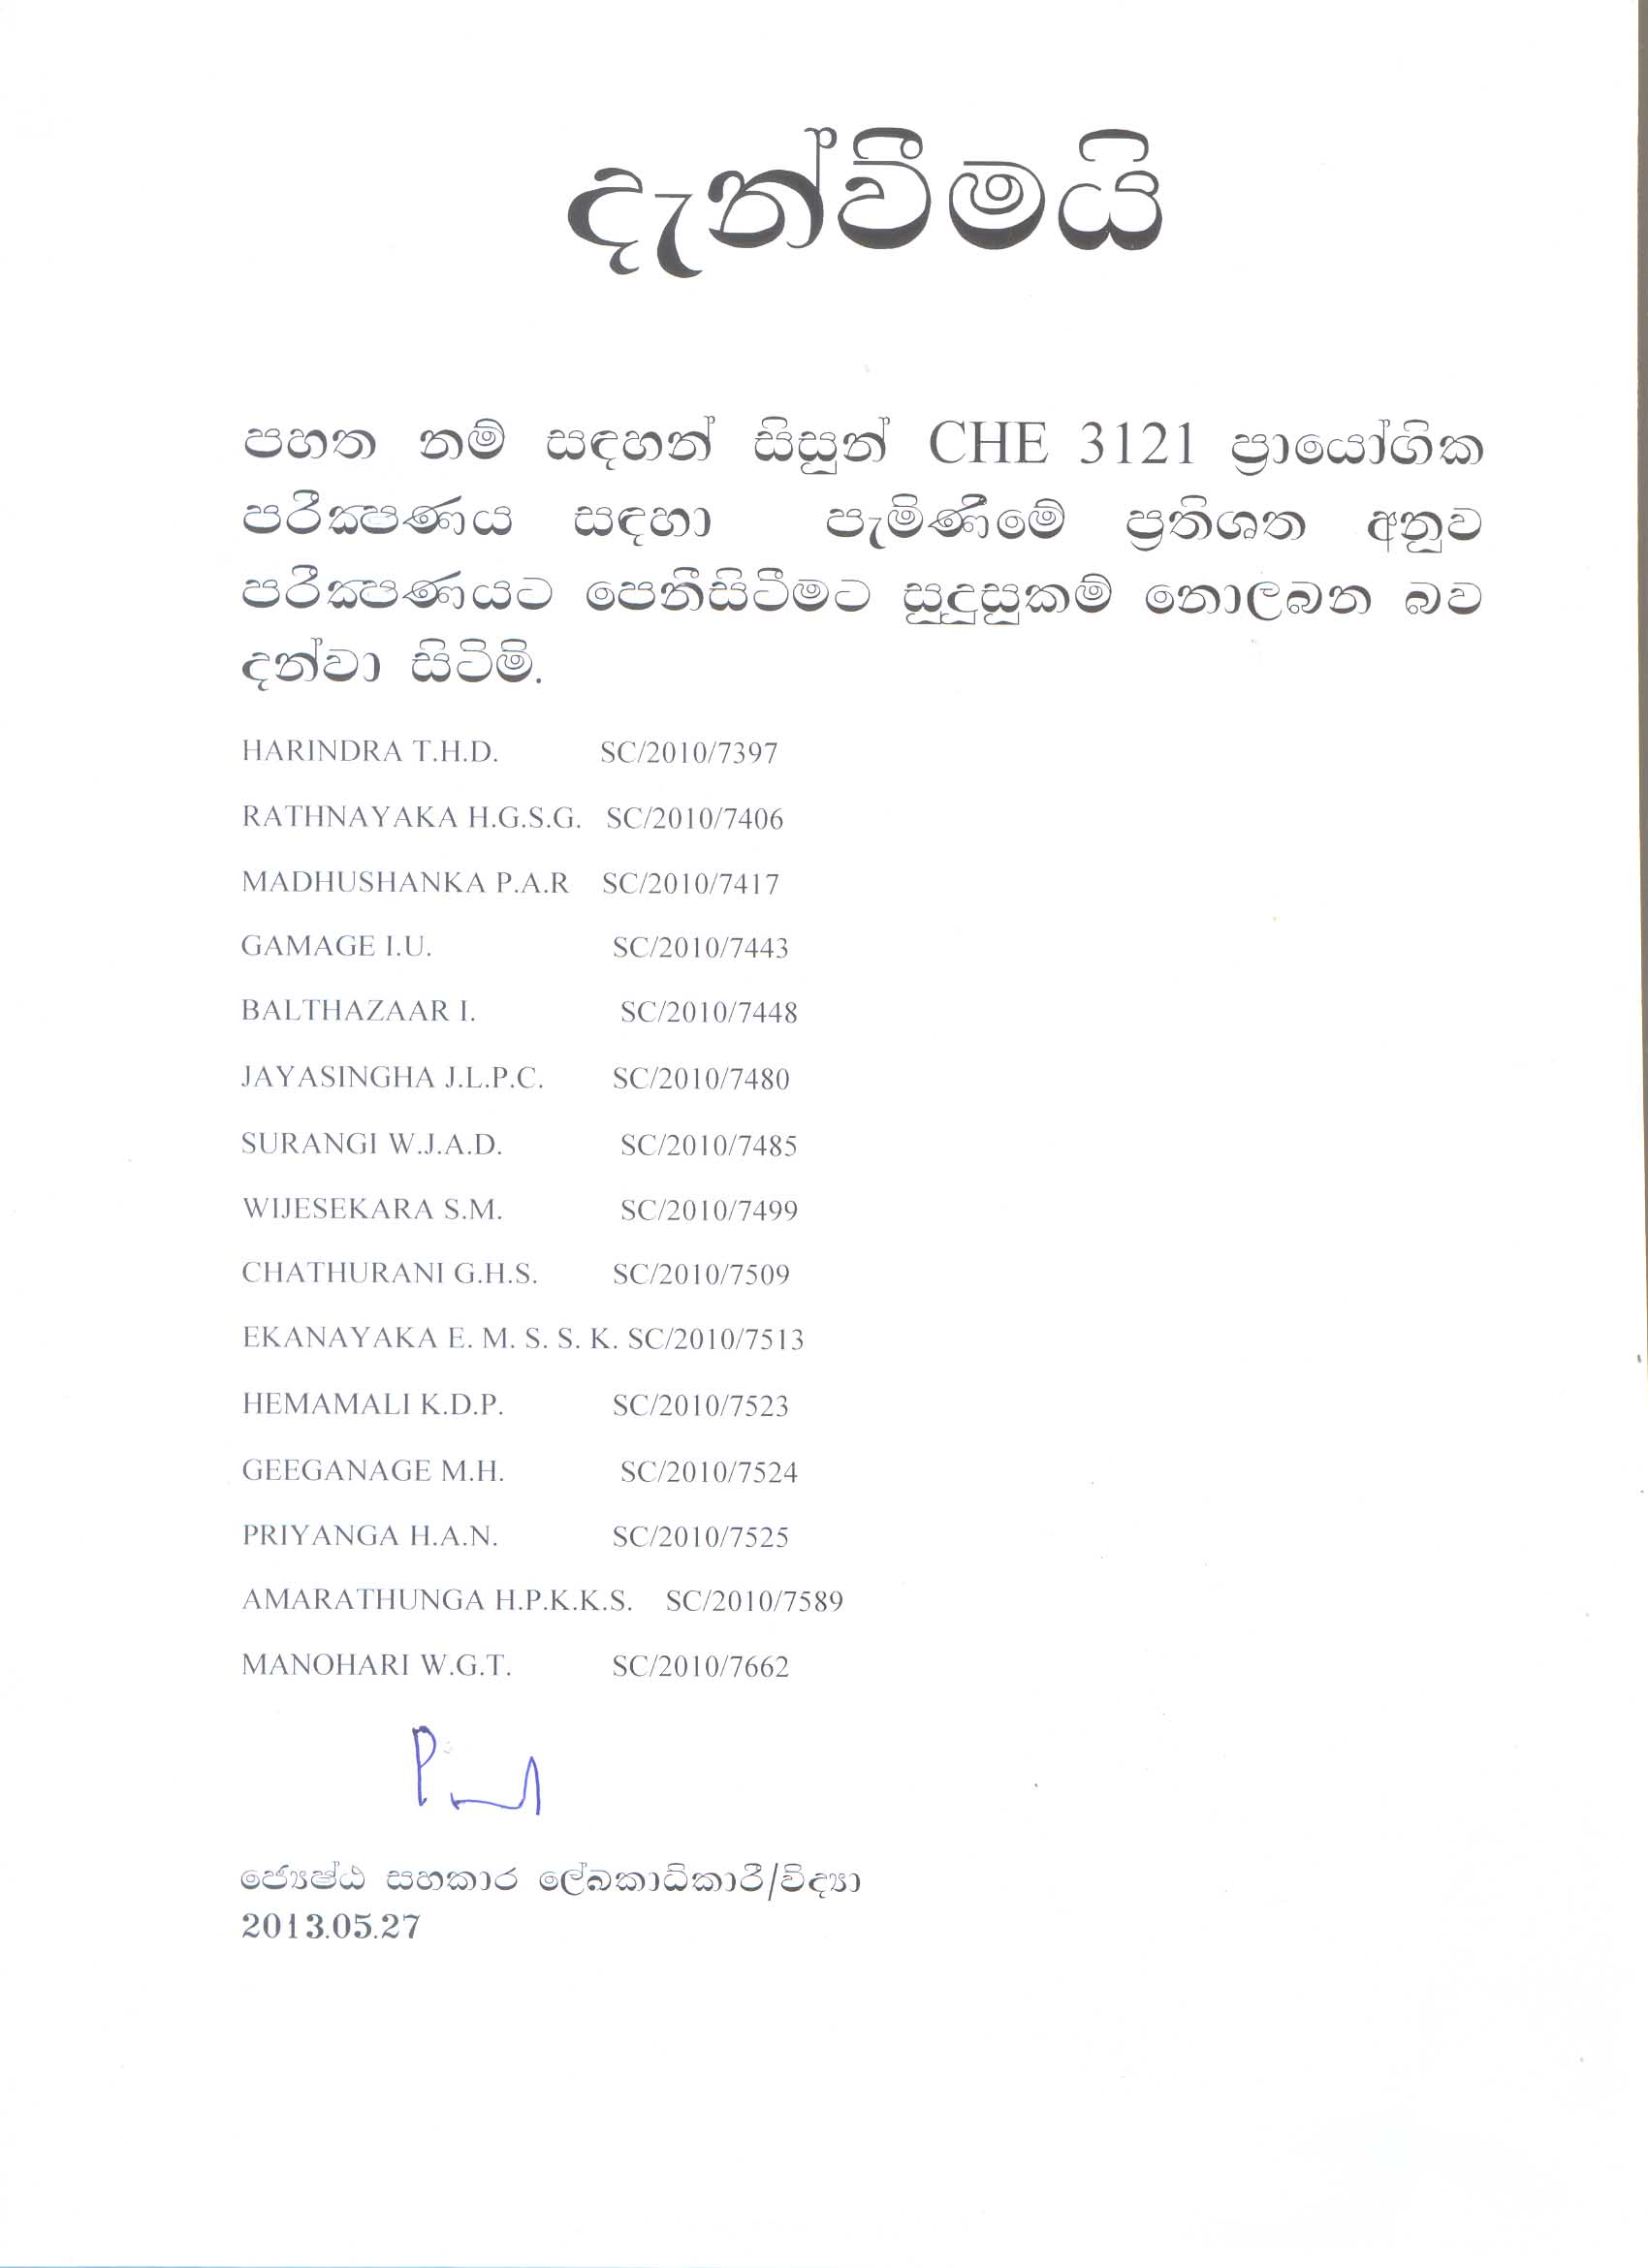 දැන්වීමයි
පහත නම් සඳහන් සිසුන් CHE 3121 ප්‍රායෝගික
පරීක්‍ෂණය සඳහා පැමිණීමේ ප්‍රතිශත අනුව
පරීක්‍ෂණයට පෙනීසිටීමට සුදුසුකම් නොලබන බව
දන්වා සිටිමි.
HARINDRA T.H.D. SC/2010/7397
RATHNAYAKA H.G.S.G. SC/2010/7406
MADHUSHANKA P.A.R SC/2010/7417
GAMAGE I.U. SC/2010/7443
BALTHAZAAR I. SC/2010/7448
JAYASINGHA J.L.P.C. SC/2010/7480
SURANGI W.J.A.D. SC/2010/7485
WIJESEKARA S.M. SC/2010/7499
CHATHURANI G.H.S. SC/2010/7509
EKANAYAKA E. M. S. S. K. SC/2010/7513
HEMAMALI K.D.P. SC/2010/7523
GEEGANAGE M.H. SC/2010/7524
PRIYANGA H.A.N. SC/2010/7525
AMARATHUNGA H.P.K.K.S. SC/2010/7589
MANOHARI W.G.T. SC/2010/7662
ජ්‍යෙෂ්ඨ සහකාර ලේඛකාධිකාරී/විද්‍යා
2013.05.27